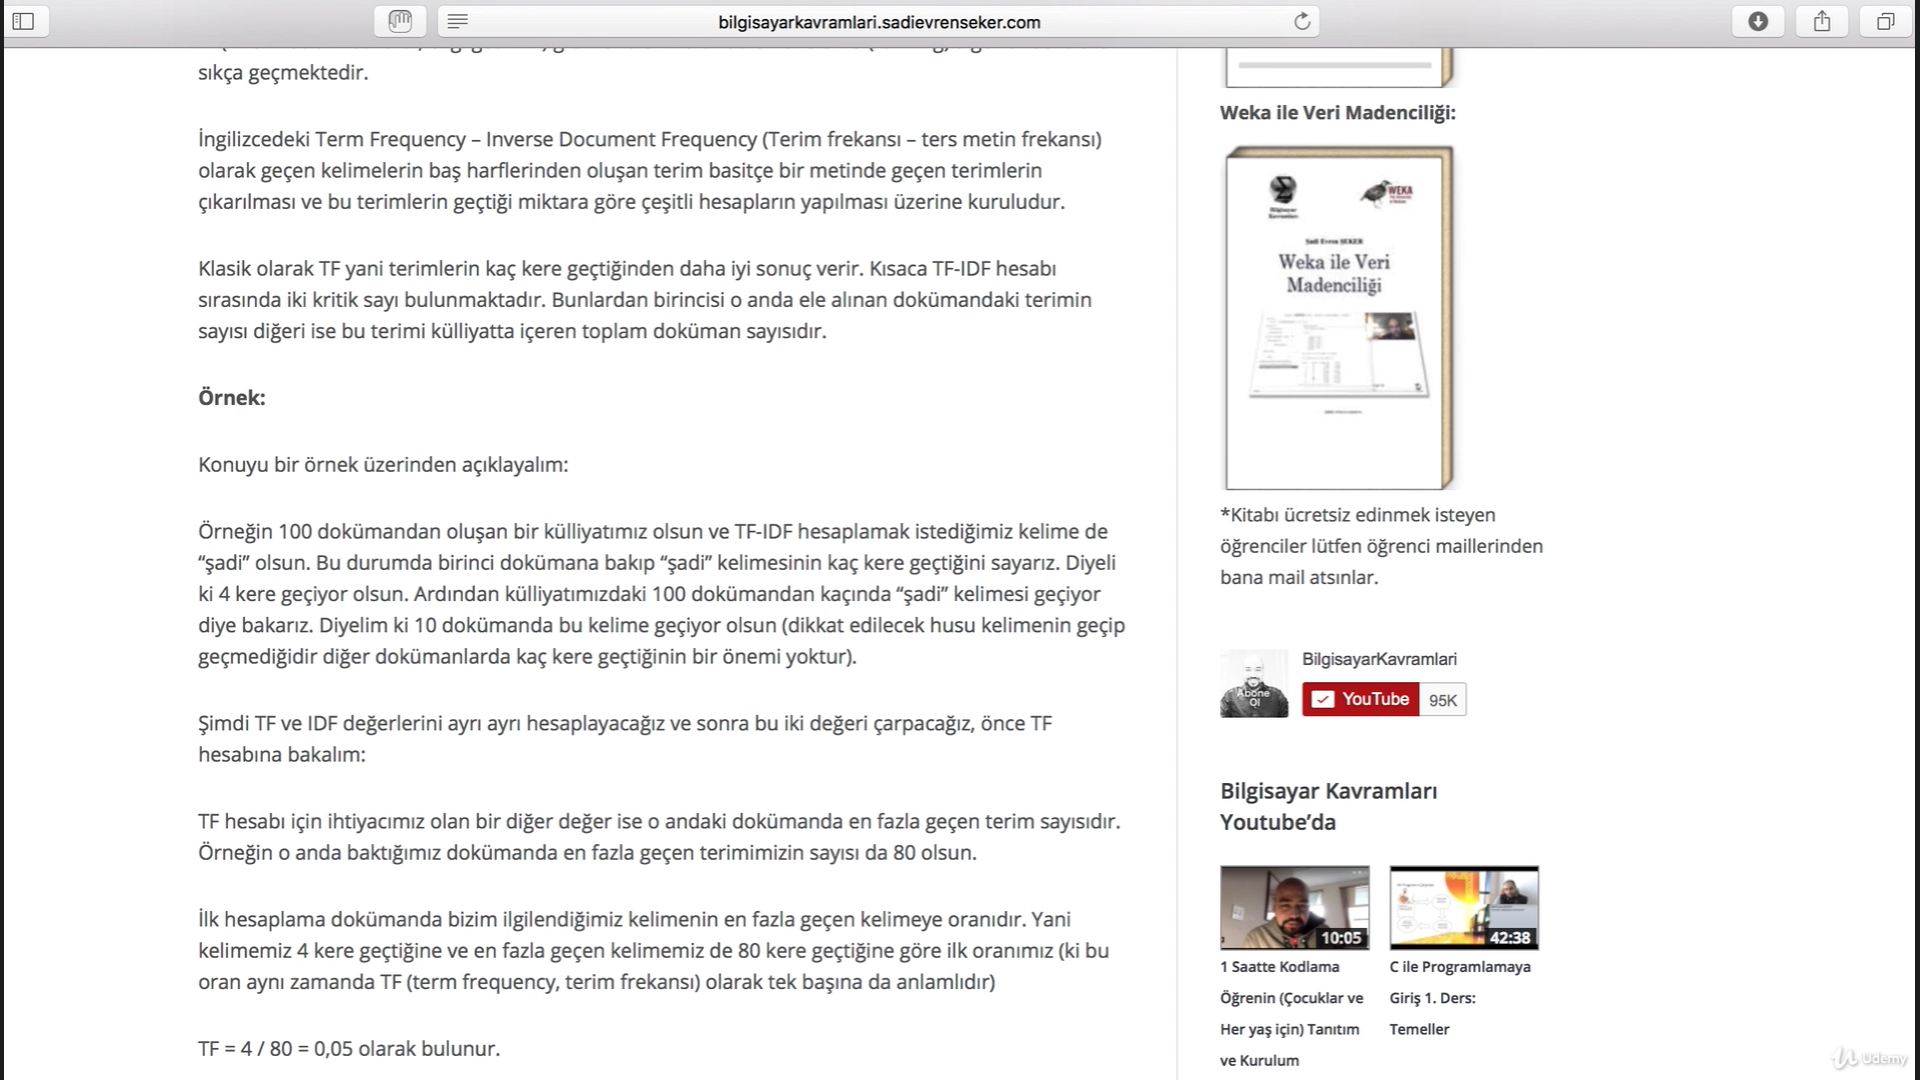 bilgisayarkavramlari.sadievrenseker.com
sıkça geçmektedir.
İngilizcedeki Term Frequency – Inverse Document Frequency (Terim frekansı – ters metin frekansı)
olarak geçen kelimelerin baş harflerinden oluşan terim basitçe bir metinde geçen terimlerin
çıkarılması ve bu terimlerin geçtiği miktara göre çeşitli hesapların yapılması üzerine kuruludur.
Klasik olarak TF yani terimlerin kaç kere geçtiğinden daha iyi sonuç verir. Kısaca TF-IDF hesabı
sırasında iki kritik sayı bulunmaktadır. Bunlardan birincisi o anda ele alınan dokümandaki terimin
sayısı diğeri ise bu terimi külliyatta içeren toplam doküman sayısıdır.
Örnek:
Konuyu bir örnek üzerinden açıklayalım:
Örneğin 100 dokümandan oluşan bir külliyatımız olsun ve TF-IDF hesaplamak istediğimiz kelime de
“şadi” olsun. Bu durumda birinci dokümana bakıp “şadi” kelimesinin kaç kere geçtiğini sayarız. Diyeli
ki 4 kere geçiyor olsun. Ardından külliyatımızdaki 100 dokümandan kaçında “şadi” kelimesi geçiyor
diye bakarız. Diyelim ki 10 dokümanda bu kelime geçiyor olsun (dikkat edilecek husu kelimenin geçip
geçmediğidir diğer dokümanlarda kaç kere geçtiğinin bir önemi yoktur).
Şimdi TF ve IDF değerlerini ayrı ayrı hesaplayacağız ve sonra bu iki değeri çarpacağız, önce TF
hesabına bakalım:
TF hesabı için ihtiyacımız olan bir diğer değer ise o andaki dokümanda en fazla geçen terim sayısıdır.
Örneğin o anda baktığımız dokümanda en fazla geçen terimimizin sayısı da 80 olsun.
İlk hesaplama dokümanda bizim ilgilendiğimiz kelimenin en fazla geçen kelimeye oranıdır. Yani
kelimemiz 4 kere geçtiğine ve en fazla geçen kelimemiz de 80 kere geçtiğine göre ilk oranımız (ki bu
oran aynı zamanda TF (term frequency, terim frekansı) olarak tek başına da anlamlıdır)
TF = 4 / 80 = 0,05 olarak bulunur.
Weka ile Veri Madenciliği:
Bilgisayar
Kavramları
WEKA
Şadi Evren ŞEKER
Weka ile Veri
Madenciliği
*Kitabı ücretsiz edinmek isteyen
öğrenciler lütfen öğrenci maillerinden
bana mail atsınlar.
Abone
Ol
BilgisayarKavramlari
YouTube 95K
Bilgisayar Kavramları
Youtube’da
10:05
1 Saatte Kodlama
Öğrenin (Çocuklar ve
Her yaş için) Tanıtım
ve Kurulum
42:38
C ile Programlamaya
Giriş 1. Ders:
Temeller
Udemy